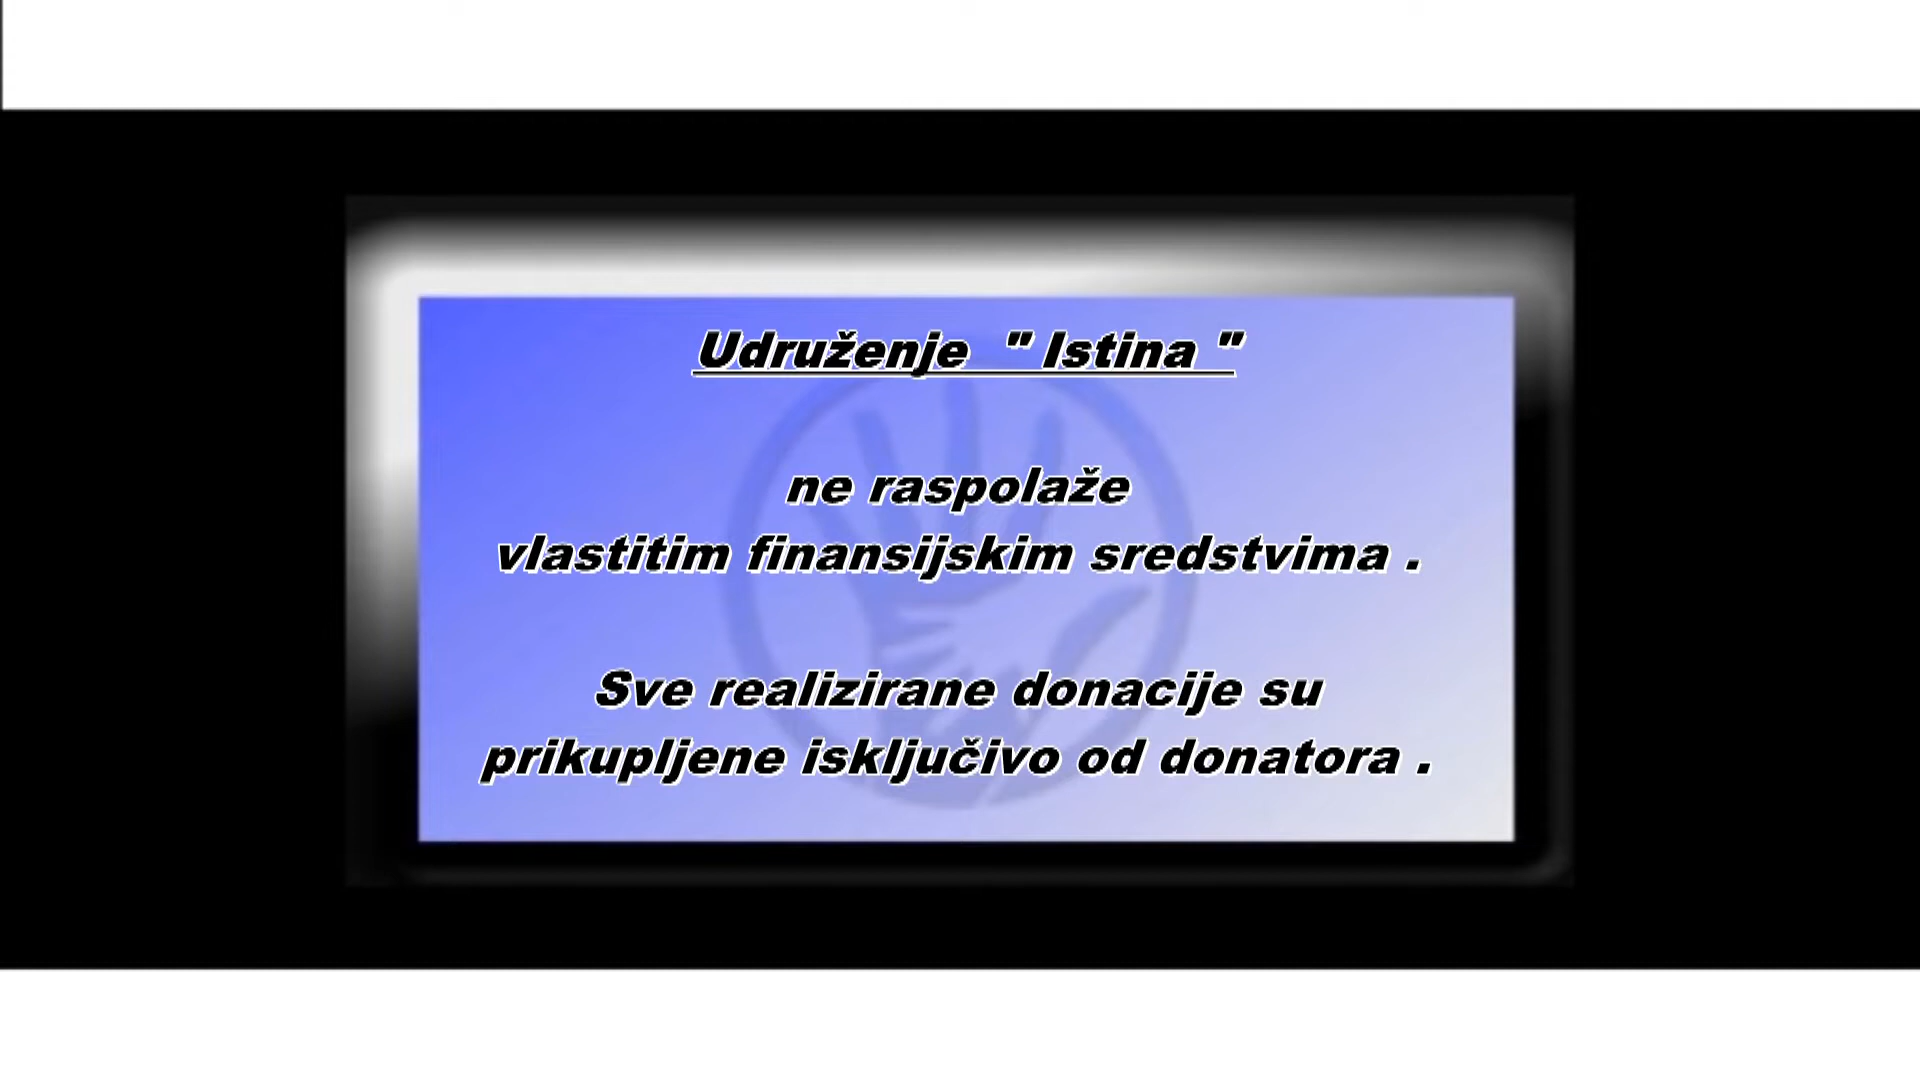 Udruženje " Istina "
ne raspolaže
vlastitim finansijskim sredstvima .
Sve realizirane donacije su
prikupljene isključivo od donatora .